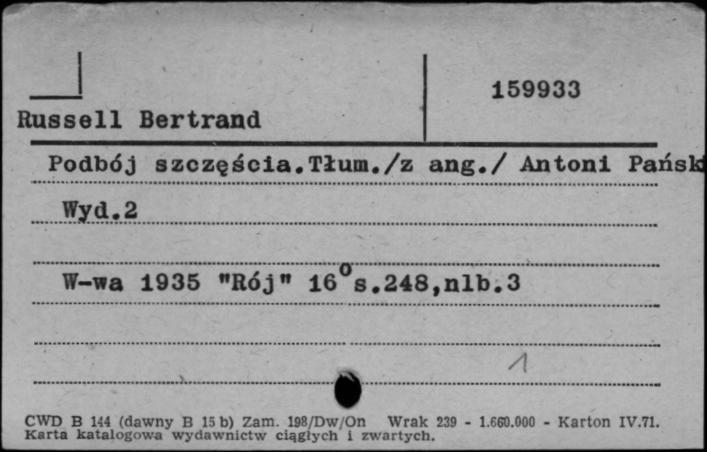 159933
Russell Bertrand
Podbój szczęścia.Tłum./z ang./ Antoni Pańsk
Wyd.2
W-wa 1935 "Rój" 16° s.248,nlb.3
1
CWD B 144 (dawny B 15 b) Zam. 198/Dw/On Wrak 239 - 1.660.000 - Karton IV.71.
Karta katalogowa wydawnictw ciągłych i zwartych.